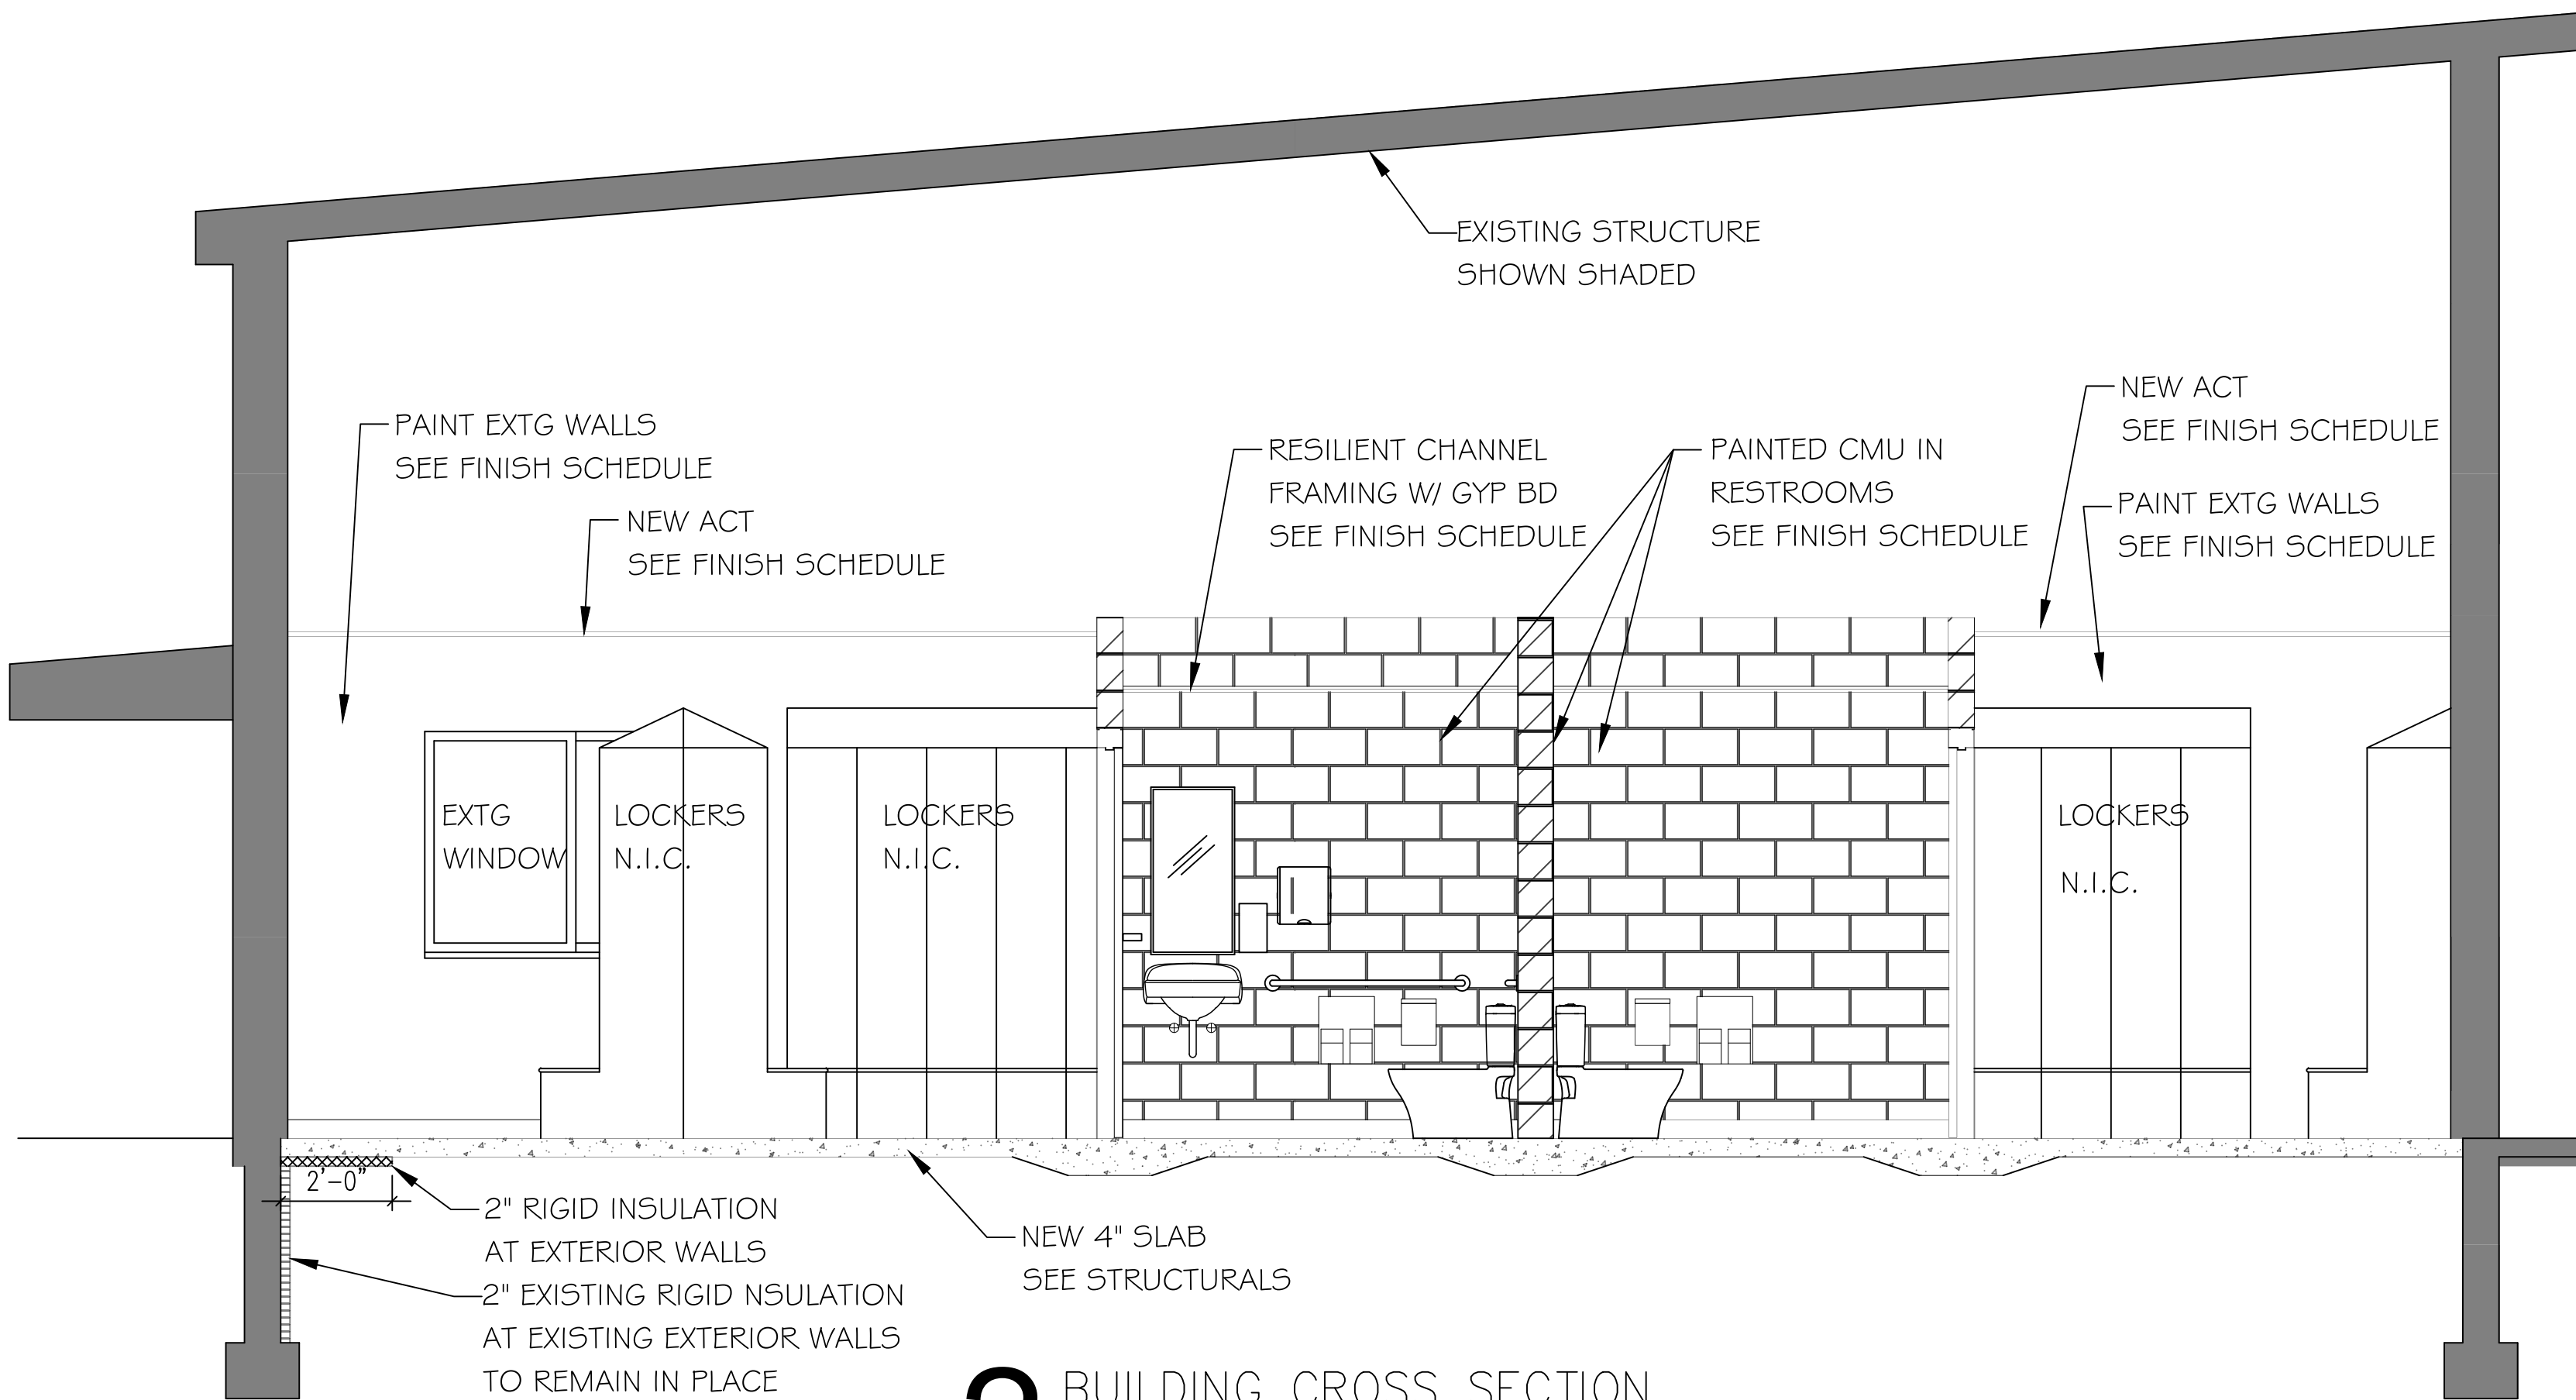 EXISTING STRUCTURE
SHOWN SHADED
NEW ACT
SEE FINISH SCHEDULE
PAINT EXTG WALLS
SEE FINISH SCHEDULE
RESILIENT CHANNEL
FRAMING W/ GYP BD
SEE FINISH SCHEDULE
PAINTED CMU IN
RESTROOMS
SEE FINISH SCHEDULE
PAINT EXTG WALLS
SEE FINISH SCHEDULE
NEW ACT
SEE FINISH SCHEDULE
EXTG
WINDOW
LOCKERS
N.I.C.
LOCKERS
N.I.C.
LOCKERS
N.I.C.
2'-0"
2" RIGID INSULATION
AT EXTERIOR WALLS
2" EXISTING RIGID NSULATION
AT EXISTING EXTERIOR WALLS
TO REMAIN IN PLACE
NEW 4" SLAB
SEE STRUCTURALS
BUILDING CROSS SECTION